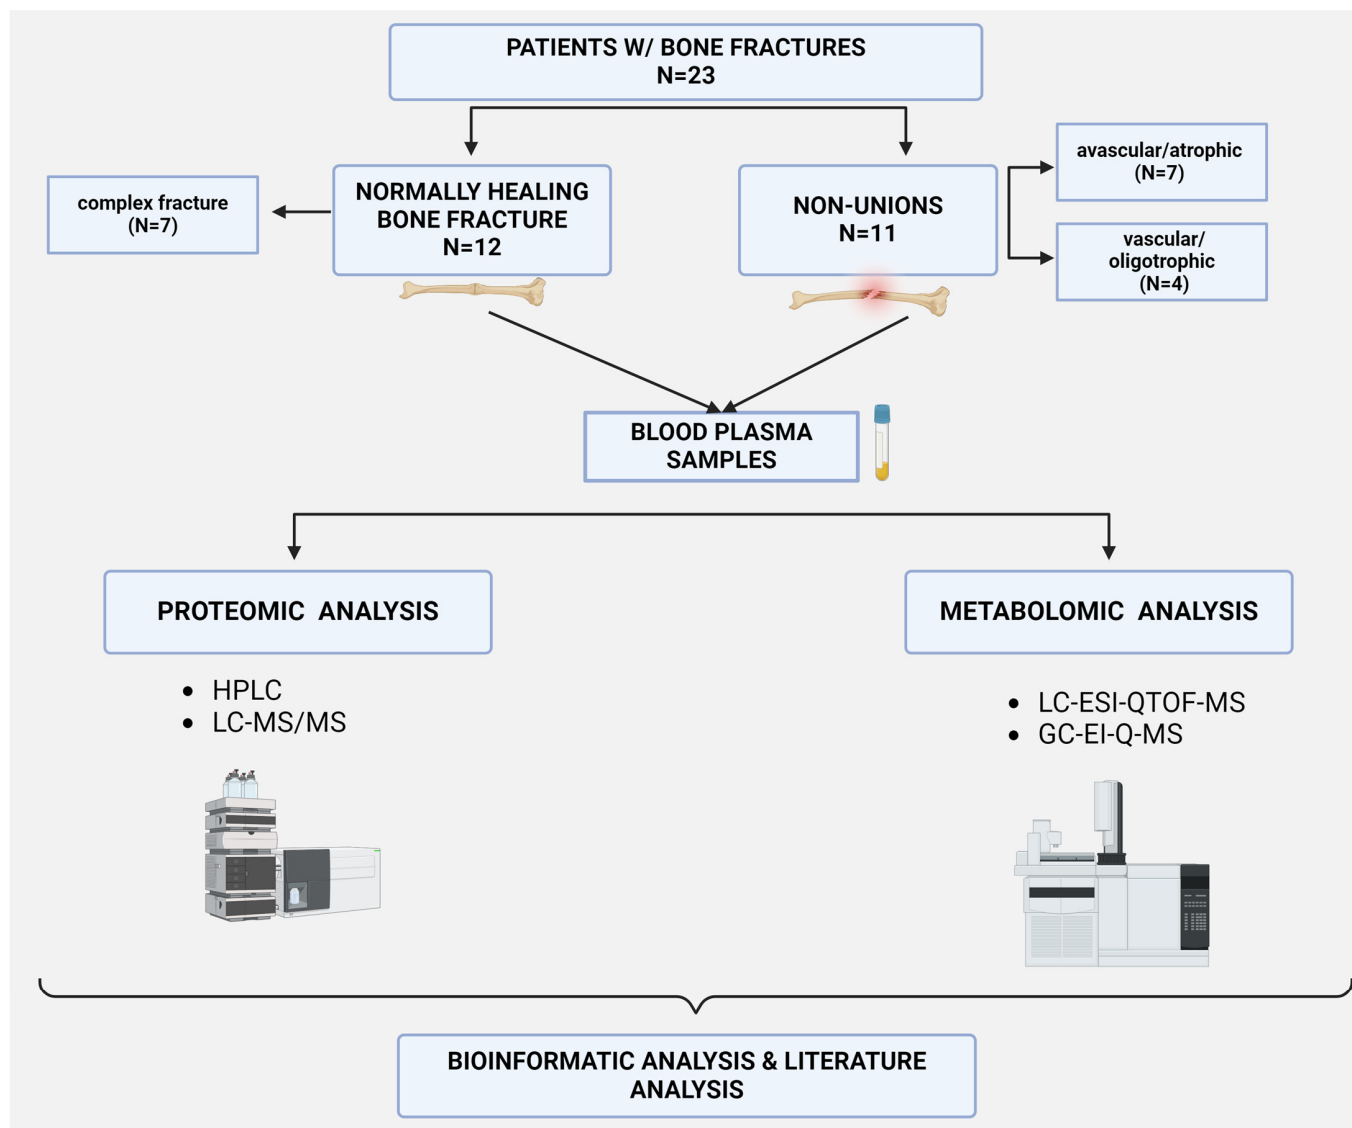 PATIENTS W/ BONE FRACTURES
N=23
complex fracture
(N=7)
NORMALLY HEALING
BONE FRACTURE
N=12
NON-UNIONS
N=11
avascular/atrophic
(N=7)
vascular/
oligotrophic
(N=4)
BLOOD PLASMA
SAMPLES
PROTEOMIC ANALYSIS
• HPLC
• LC-MS/MS
METABOLOMIC ANALYSIS
• LC-ESI-QTOF-MS
• GC-EI-Q-MS
BIOINFORMATIC ANALYSIS & LITERATURE
ANALYSIS